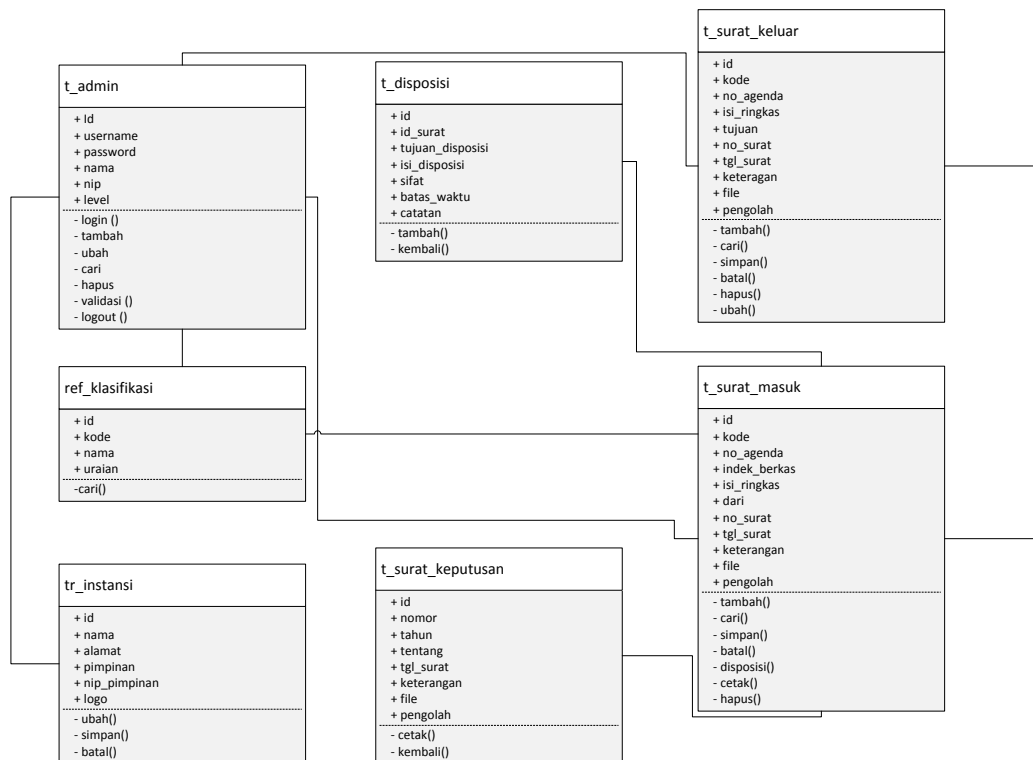 t_admin
+ Id
+ username
+ password
+ nama
+ nip
+ level
- login ()
- tambah
- ubah
- cari
- hapus
- validasi ()
- logout ()
t_disposisi
+ id
+ id_surat
+ tujuan_disposisi
+ isi_disposisi
+ sifat
+ batas_waktu
+ catatan
- tambah()
- kembali()
t_surat_keluar
+ id
+ kode
+ no_agenda
+ isi_ringkas
+ tujuan
+ no_surat
+ tgl_surat
+ keteragan
+ file
+ pengolah
- tambah()
- cari()
- simpan()
- batal()
- hapus()
- ubah()
ref_klasifikasi
+ id
+ kode
+ nama
+ uraian
-cari()
t_surat_masuk
+ id
+ kode
+ no_agenda
+ indek_berkas
+ isi_ringkas
+ dari
+ no_surat
+ tgl_surat
+ keterangan
+ file
+ pengolah
- tambah()
- cari()
- simpan()
- batal()
- disposisi()
- cetak()
- hapus()
tr_instansi
+ id
+ nama
+ alamat
+ pimpinan
+ nip_pimpinan
+ logo
- ubah()
- simpan()
- batal()
t_surat_keputusan
+ id
+ nomor
+ tahun
+ tentang
+ tgl_surat
+ keterangan
+ file
+ pengolah
- cetak()
- kembali()